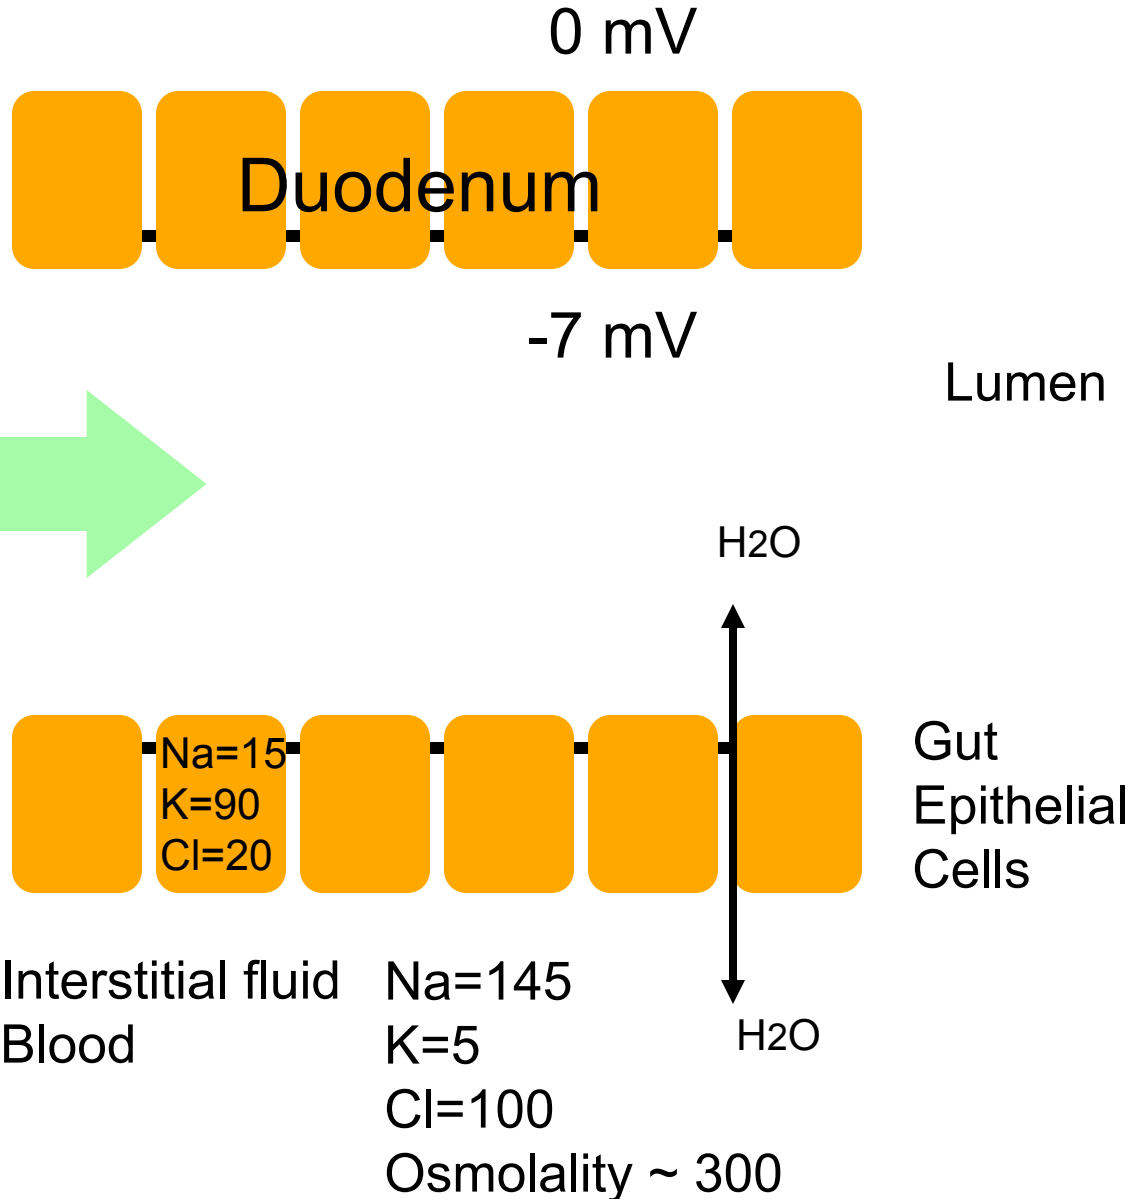 0 mV
Duodenum
-7 mV
Lumen
H2O
Na=15
K=90
Cl=20
Gut
Epithelial
Cells
Interstitial fluid
Blood
Na=145
K=5
Cl=100
Osmolality ~ 300
H2O